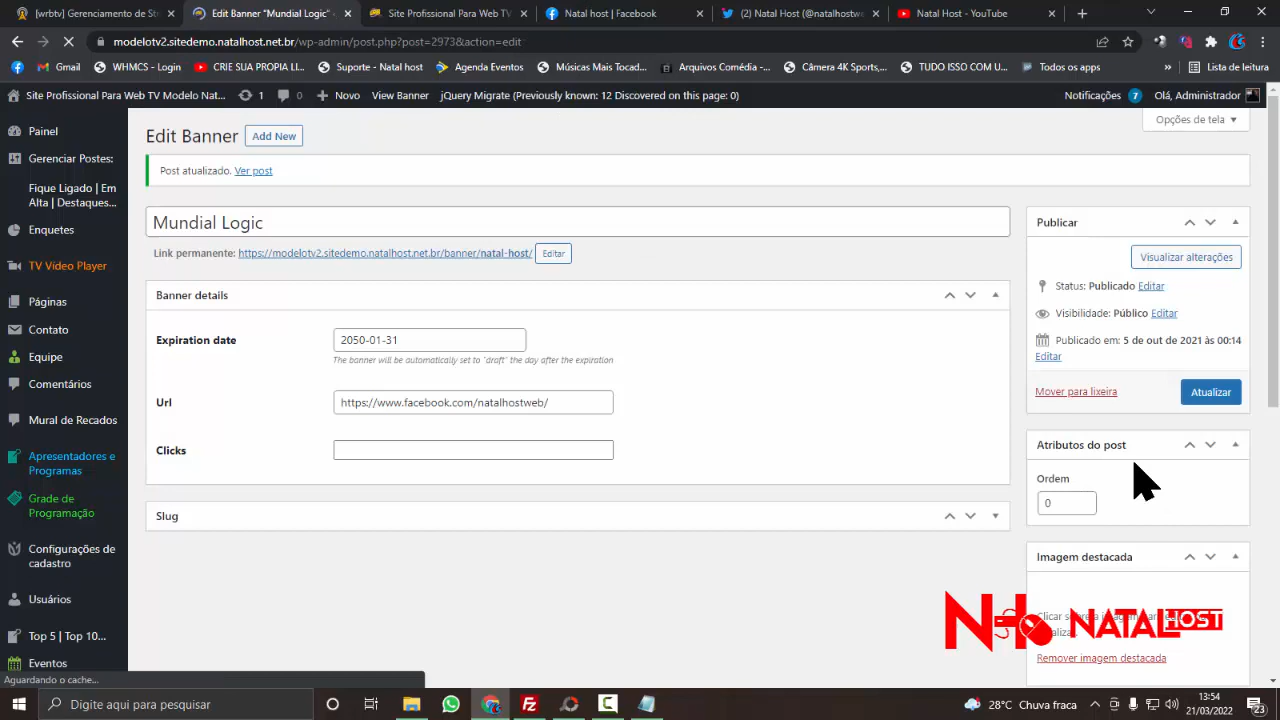 (wrbtv) Gerenciamento de St
Edit Banner "Mundial Logic" ‹
Site Profissional Para Web TV
Natal host | Facebook
(2) Natal Host (@natalhostwe
Natal Host - YouTube
modelotv2.sitedemo.natalhost.net.br/wp-admin/post.php?post=2973&action=edit
Gmail
WHMCS - Login
CRIE SUA PROPIA LI...
Suporte - Natal host
Agenda Eventos
Músicas Mais Tocad...
Arquivos Comédia_...
Câmera 4K Sports,...
TUDO ISSO COM U...
Todos os apps
»
Lista de leitura
Site Profissional Para Web TV Modelo Nat...
1
0
Novo
View Banner
jQuery Migrate (Previously known: 12 Discovered on this page: 0)
Notificações 7
Olá, Administrador
Painel
Gerenciar Postes:
Fique Ligado | Em
Alta | Destaques...
Enquetes
TV Vídeo Player
Páginas
Contato
Equipe
Comentários
Mural de Recados
Apresentadores e
Programas
Grade de
Programação
Configurações de
cadastro
Usuários
Top 5 | Top 10...
Eventos
Edit Banner
Add New
Opções de tela
Post atualizado. Ver post
Mundial Logic
Link permanente: https://modelotv2.sitedemo.natalhost.net.br/banner/natal-host/ Editar
Banner details
Expiration date
2050-01-31
The banner will be automatically set to "draft" the day after the expiration
Url
https://www.facebook.com/natalhostweb/
Clicks
Slug
Publicar
Visualizar alterações
Status: Publicado Editar
Visibilidade: Público Editar
Publicado em: 5 de out de 2021 às 00:14
Editar
Mover para lixeira
Atualizar
Atributos do post
Ordem
0
Imagem destacada
Remover imagem destacada
NATAL HOST
Aguardando o cache...
Digite aqui para pesquisar
28°C Chuva fraca
13:54
21/03/2022
23